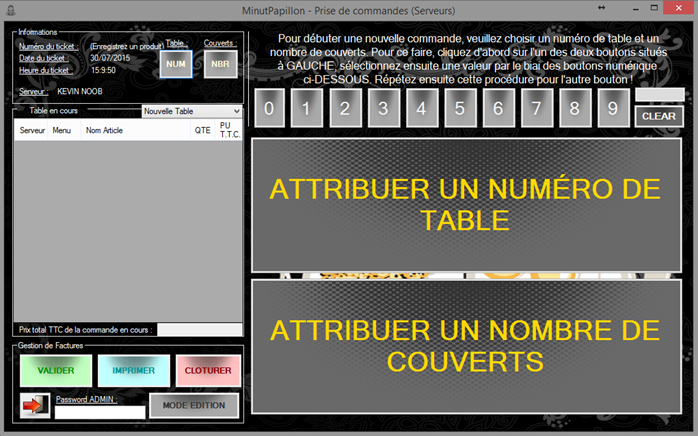 MinutPapillon - Prise de commandes (Serveurs)
Informations
Numéro du ticket : (Enregistrez un produit)
Date du ticket : 30/07/2015
Heure du ticket : 15:9:50
Table :
NUM
Couverts :
NBR
Serveur : KEVIN NOOB
Pour débuter une nouvelle commande, veuillez choisir un numéro de table et un
nombre de couverts. Pour ce faire, cliquez d'abord sur l'un des deux boutons situés
à GAUCHE, sélectionnez ensuite une valeur par le biai des boutons numérique
ci-DESSOUS. Répétez ensuite cette procédure pour l'autre bouton !
0 1 2 3 4 5 6 7 8 9
CLEAR
Table en cours
Nouvelle Table
Serveur Menu Nom Article QTE PU T.T.C.
ATTRIBUER UN NUMÉRO DE
TABLE
ATTRIBUER UN NOMBRE DE
COUVERTS
Prix total TTC de la commande en cours :
Gestion de Factures
VALIDER IMPRIMER CLOTURER
Password ADMIN :
MODE EDITION